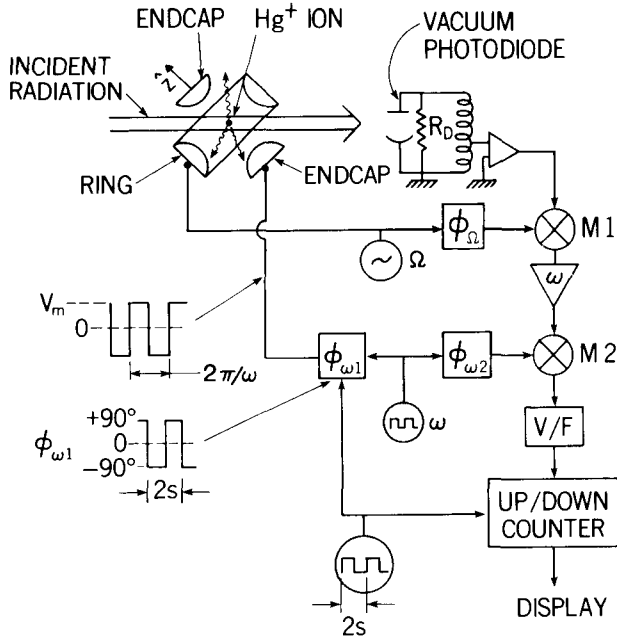 ENDCAP
Hg⁺ ION
VACUUM
PHOTODIODE
INCIDENT
RADIATION
ẑ
R_D
RING
ENDCAP
ϕ_Ω
M1
~ Ω
ω
V_m
0
ϕ_ω1
ϕ_ω2
M2
2π/ω
ω
V/F
+90°
ϕ_ω1 0
−90°
2s
UP/DOWN
COUNTER
2s
DISPLAY